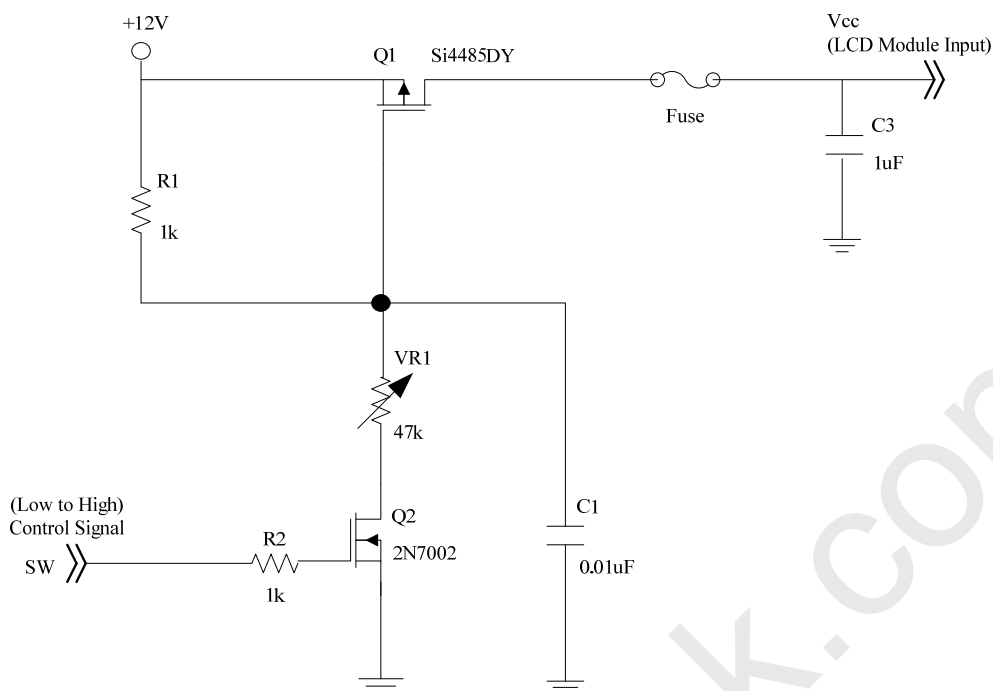 +12V
Q1
Si4485DY
Vcc
(LCD Module Input)
Fuse
C3
1uF
R1
1k
VR1
47k
(Low to High)
Control Signal
SW
R2
1k
Q2
2N7002
C1
0.01uF
k.com